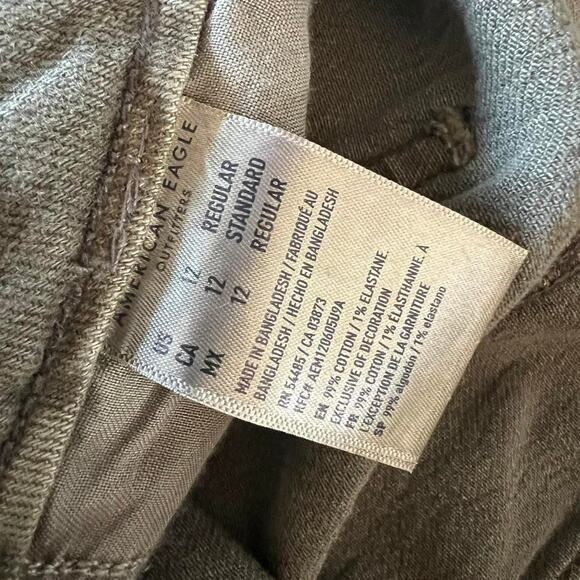 AMERICAN EAGLE
OUTFITTERS
US 12 REGULAR
CA 12 STANDARD
MX 12 REGULAR
MADE IN BANGLADESH / FABRIQUÉ AU
BANGLADESH / HECHO EN BANGLADESH
RN 54485 / CA 03873
RFC# AEM120605U9A
EN 99% COTTON / 1% ELASTANE
EXCLUSIVE OF DECORATION
FR 99% COTON / 1% ÉLASTHANNE, À
L'EXCEPTION DE LA GARNITURE
SP 99% algodón / 1% elastano